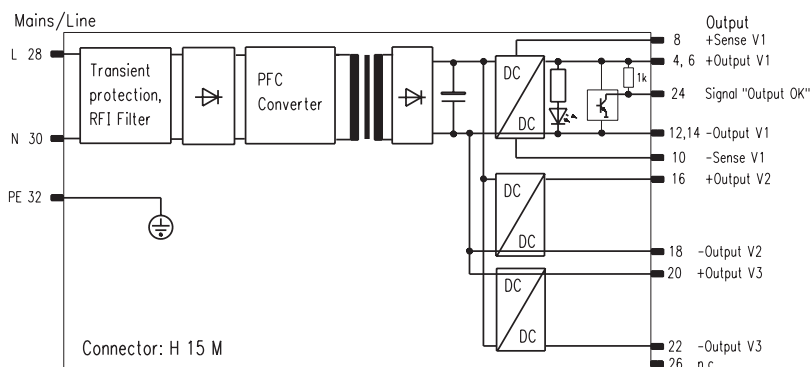 Mains/Line
Output
8 +Sense V1
L 28
4, 6 +Output V1
Transient
protection,
RFI Filter
PFC
Converter
DC
DC
1k
24 Signal "Output OK"
N 30
12,14 -Output V1
10 -Sense V1
16 +Output V2
PE 32
DC
DC
18 -Output V2
20 +Output V3
DC
DC
22 -Output V3
Connector: H 15 M
26 n.c.